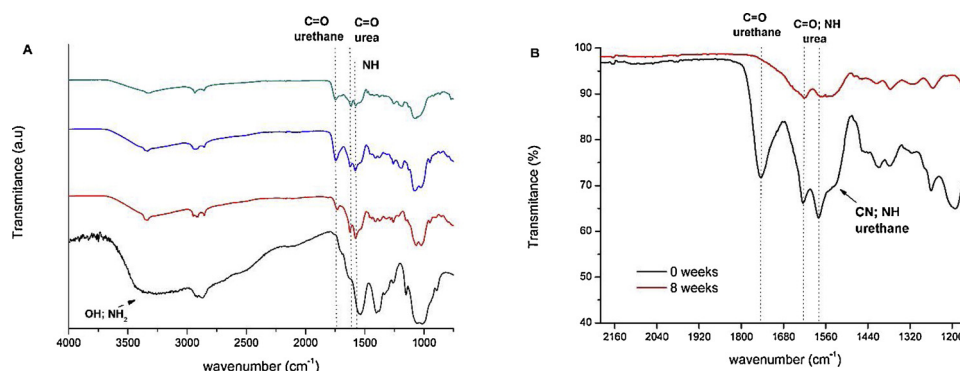 A
C=O
urethane
C=O
urea
NH
Transmitance (a.u)
OH; NH2
4000 3500 3000 2500 2000 1500 1000
wavenumber (cm-1)
B
C=O
urethane
C=O; NH
urea
100
90
80
70
60
50
40
Transmitance (%)
CN; NH
urethane
0 weeks
8 weeks
2160 2040 1920 1800 1680 1560 1440 1320 1200
wavenumber (cm-1)